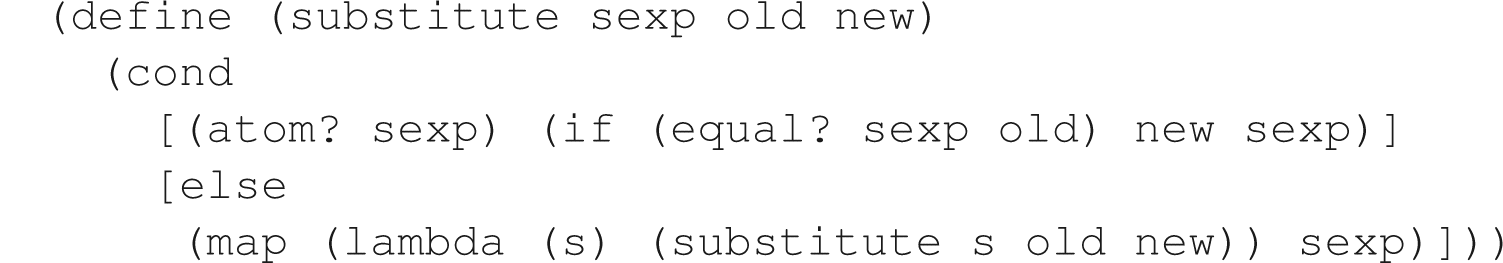 (define (substitute sexp old new)
  (cond
    [(atom? sexp) (if (equal? sexp old) new sexp)]
    [else
     (map (lambda (s) (substitute s old new)) sexp)]))